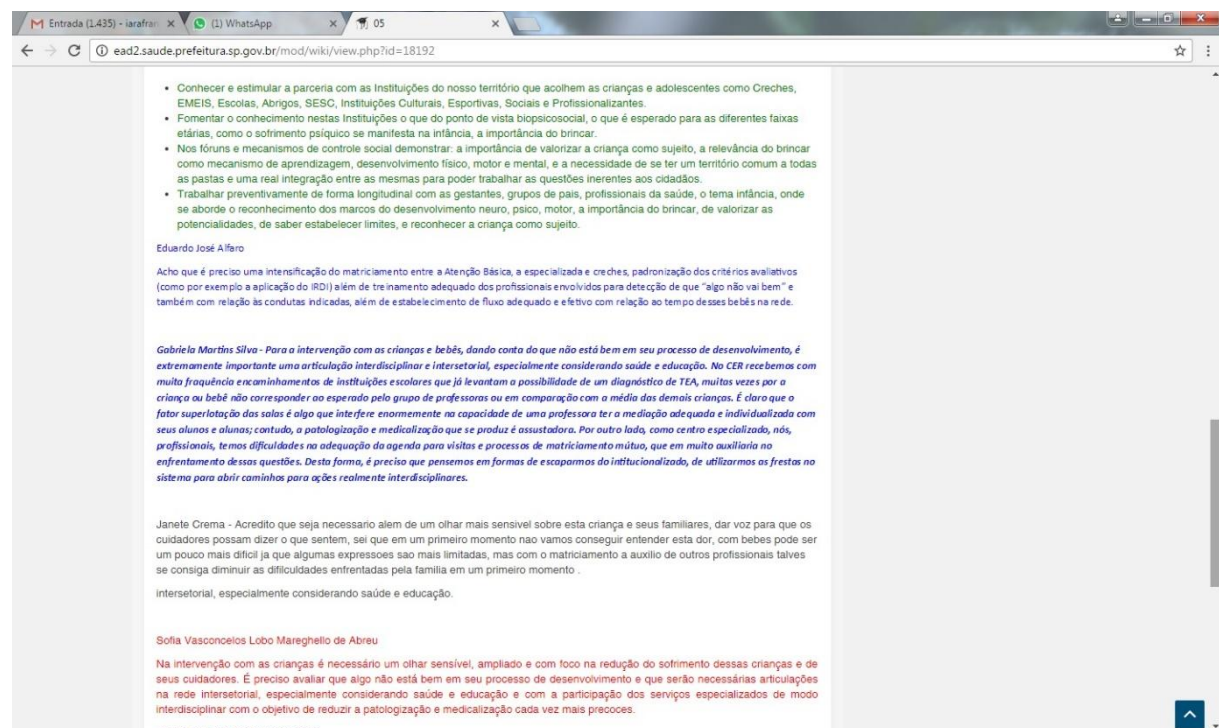 Entrada (1.435) - iarafran
(1) WhatsApp
05
ead2.saude.prefeitura.sp.gov.br/mod/wiki/view.php?id=18192
• Conhecer e estimular a parceria com as Instituições do nosso território que acolhem as crianças e adolescentes como Creches,
EMEIS, Escolas, Abrigos, SESC, Instituições Culturais, Esportivas, Sociais e Profissionalizantes.
• Fomentar o conhecimento nestas Instituições o que do ponto de vista biopsicosocial, o que é esperado para as diferentes faixas
etárias, como o sofrimento psíquico se manifesta na infância, a importância do brincar.
• Nos fóruns e mecanismos de controle social demonstrar: a importância de valorizar a criança como sujeito, a relevância do brincar
como mecanismo de aprendizagem, desenvolvimento físico, motor e mental, e a necessidade de se ter um território comum a todas
as pastas e uma real integração entre as mesmas para poder trabalhar as questões inerentes aos cidadãos.
• Trabalhar preventivamente de forma longitudinal com as gestantes, grupos de pais, profissionais da saúde, o tema infância, onde
se aborde o reconhecimento dos marcos do desenvolvimento neuro, psico, motor, a importância do brincar, de valorizar as
potencialidades, de saber estabelecer limites, e reconhecer a criança como sujeito.
Eduardo José Alfaro
Acho que é preciso uma intensificação do matriciamento entre a Atenção Básica, a especializada e creches, padronização dos critérios avaliativos
(como por exemplo a aplicação do IRDI) além de treinamento adequado dos profissionais envolvidos para detecção de que "algo não vai bem" e
também com relação às condutas indicadas, além de estabelecimento de fluxo adequado e efetivo com relação ao tempo desses bebês na rede.
Gabriela Martins Silva - Para a intervenção com as crianças e bebês, dando conta do que não está bem em seu processo de desenvolvimento, é
extremamente importante uma articulação interdisciplinar e intersetorial, especialmente considerando saúde e educação. No CER recebemos com
muita fraquência encaminhamentos de instituições escolares que já levantam a possibilidade de um diagnóstico de TEA, muitas vezes por a
criança ou bebê não corresponder ao esperado pelo grupo de professoras ou em comparação com a média das demais crianças. É claro que o
fator superlotação das salas é algo que interfere enormemente na capacidade de uma professora ter a mediação adequada e individualizada com
seus alunos e alunas; contudo, a patologização e medicalização que se produz é assustadora. Por outro lado, como centro especializado, nós,
profissionais, temos dificuldades na adequação da agenda para visitas e processos de matriciamento mútuo, que em muito auxiliaria no
enfrentamento dessas questões. Desta forma, é preciso que pensemos em formas de escaparmos do intitucionalizado, de utilizarmos as frestas no
sistema para abrir caminhos para ações realmente interdisciplinares.
Janete Crema - Acredito que seja necessario alem de um olhar mais sensivel sobre esta criança e seus familiares, dar voz para que os
cuidadores possam dizer o que sentem, sei que em um primeiro momento nao vamos conseguir entender esta dor, com bebes pode ser
um pouco mais dificil ja que algumas expressoes sao mais limitadas, mas com o matriciamento a auxilio de outros profissionais talves
se consiga diminuir as difilculdades enfrentadas pela familia em um primeiro momento .
intersetorial, especialmente considerando saúde e educação.
Sofia Vasconcelos Lobo Mareghello de Abreu
Na intervenção com as crianças é necessário um olhar sensível, ampliado e com foco na redução do sofrimento dessas crianças e de
seus cuidadores. É preciso avaliar que algo não está bem em seu processo de desenvolvimento e que serão necessárias articulações
na rede intersetorial, especialmente considerando saúde e educação e com a participação dos serviços especializados de modo
interdisciplinar com o objetivo de reduzir a patologização e medicalização cada vez mais precoces.